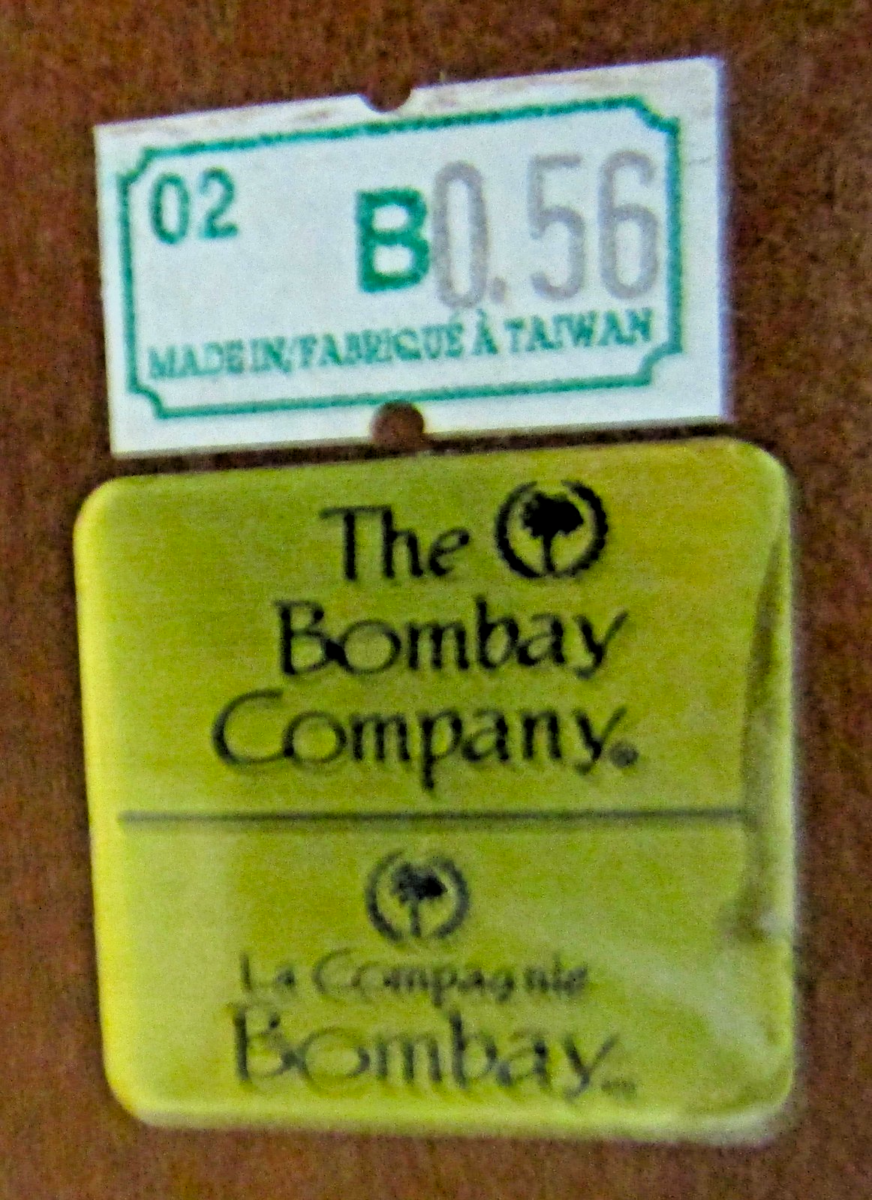 02
B0.56
MADE IN/FABRIQUÉ À TAIWAN
The
Bombay
Company®
La Compagnie
Bombay